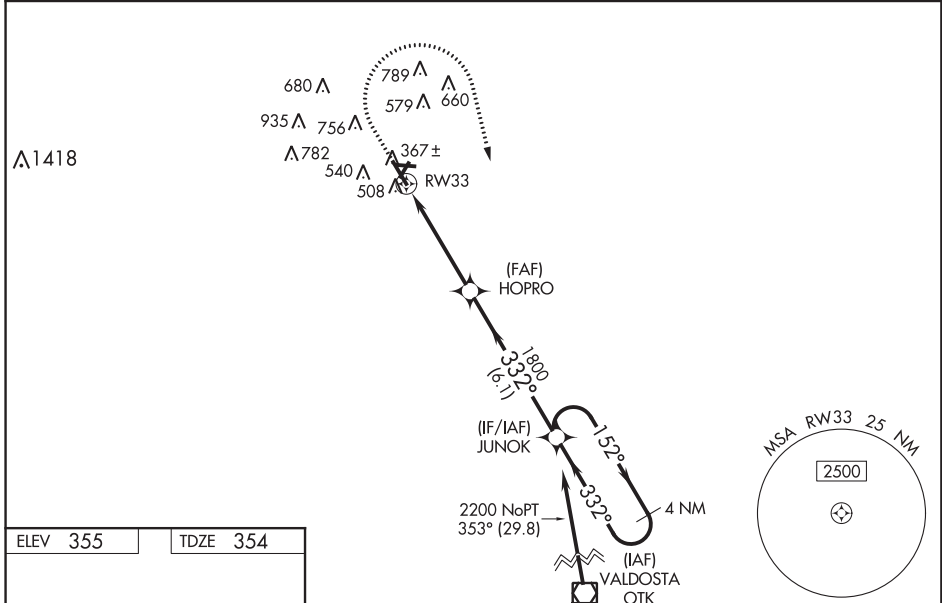 789
680
660
579
935
756
367 ±
1418
782
540
508
RW33
(FAF)
HOPRO
1800
332°
(6.1)
(IF/IAF)
JUNOK
152°
332°
4 NM
2200 NoPT
353° (29.8)
(IAF)
VALDOSTA
OTK
MSA RW33 25 NM
2500
ELEV 355
TDZE 354